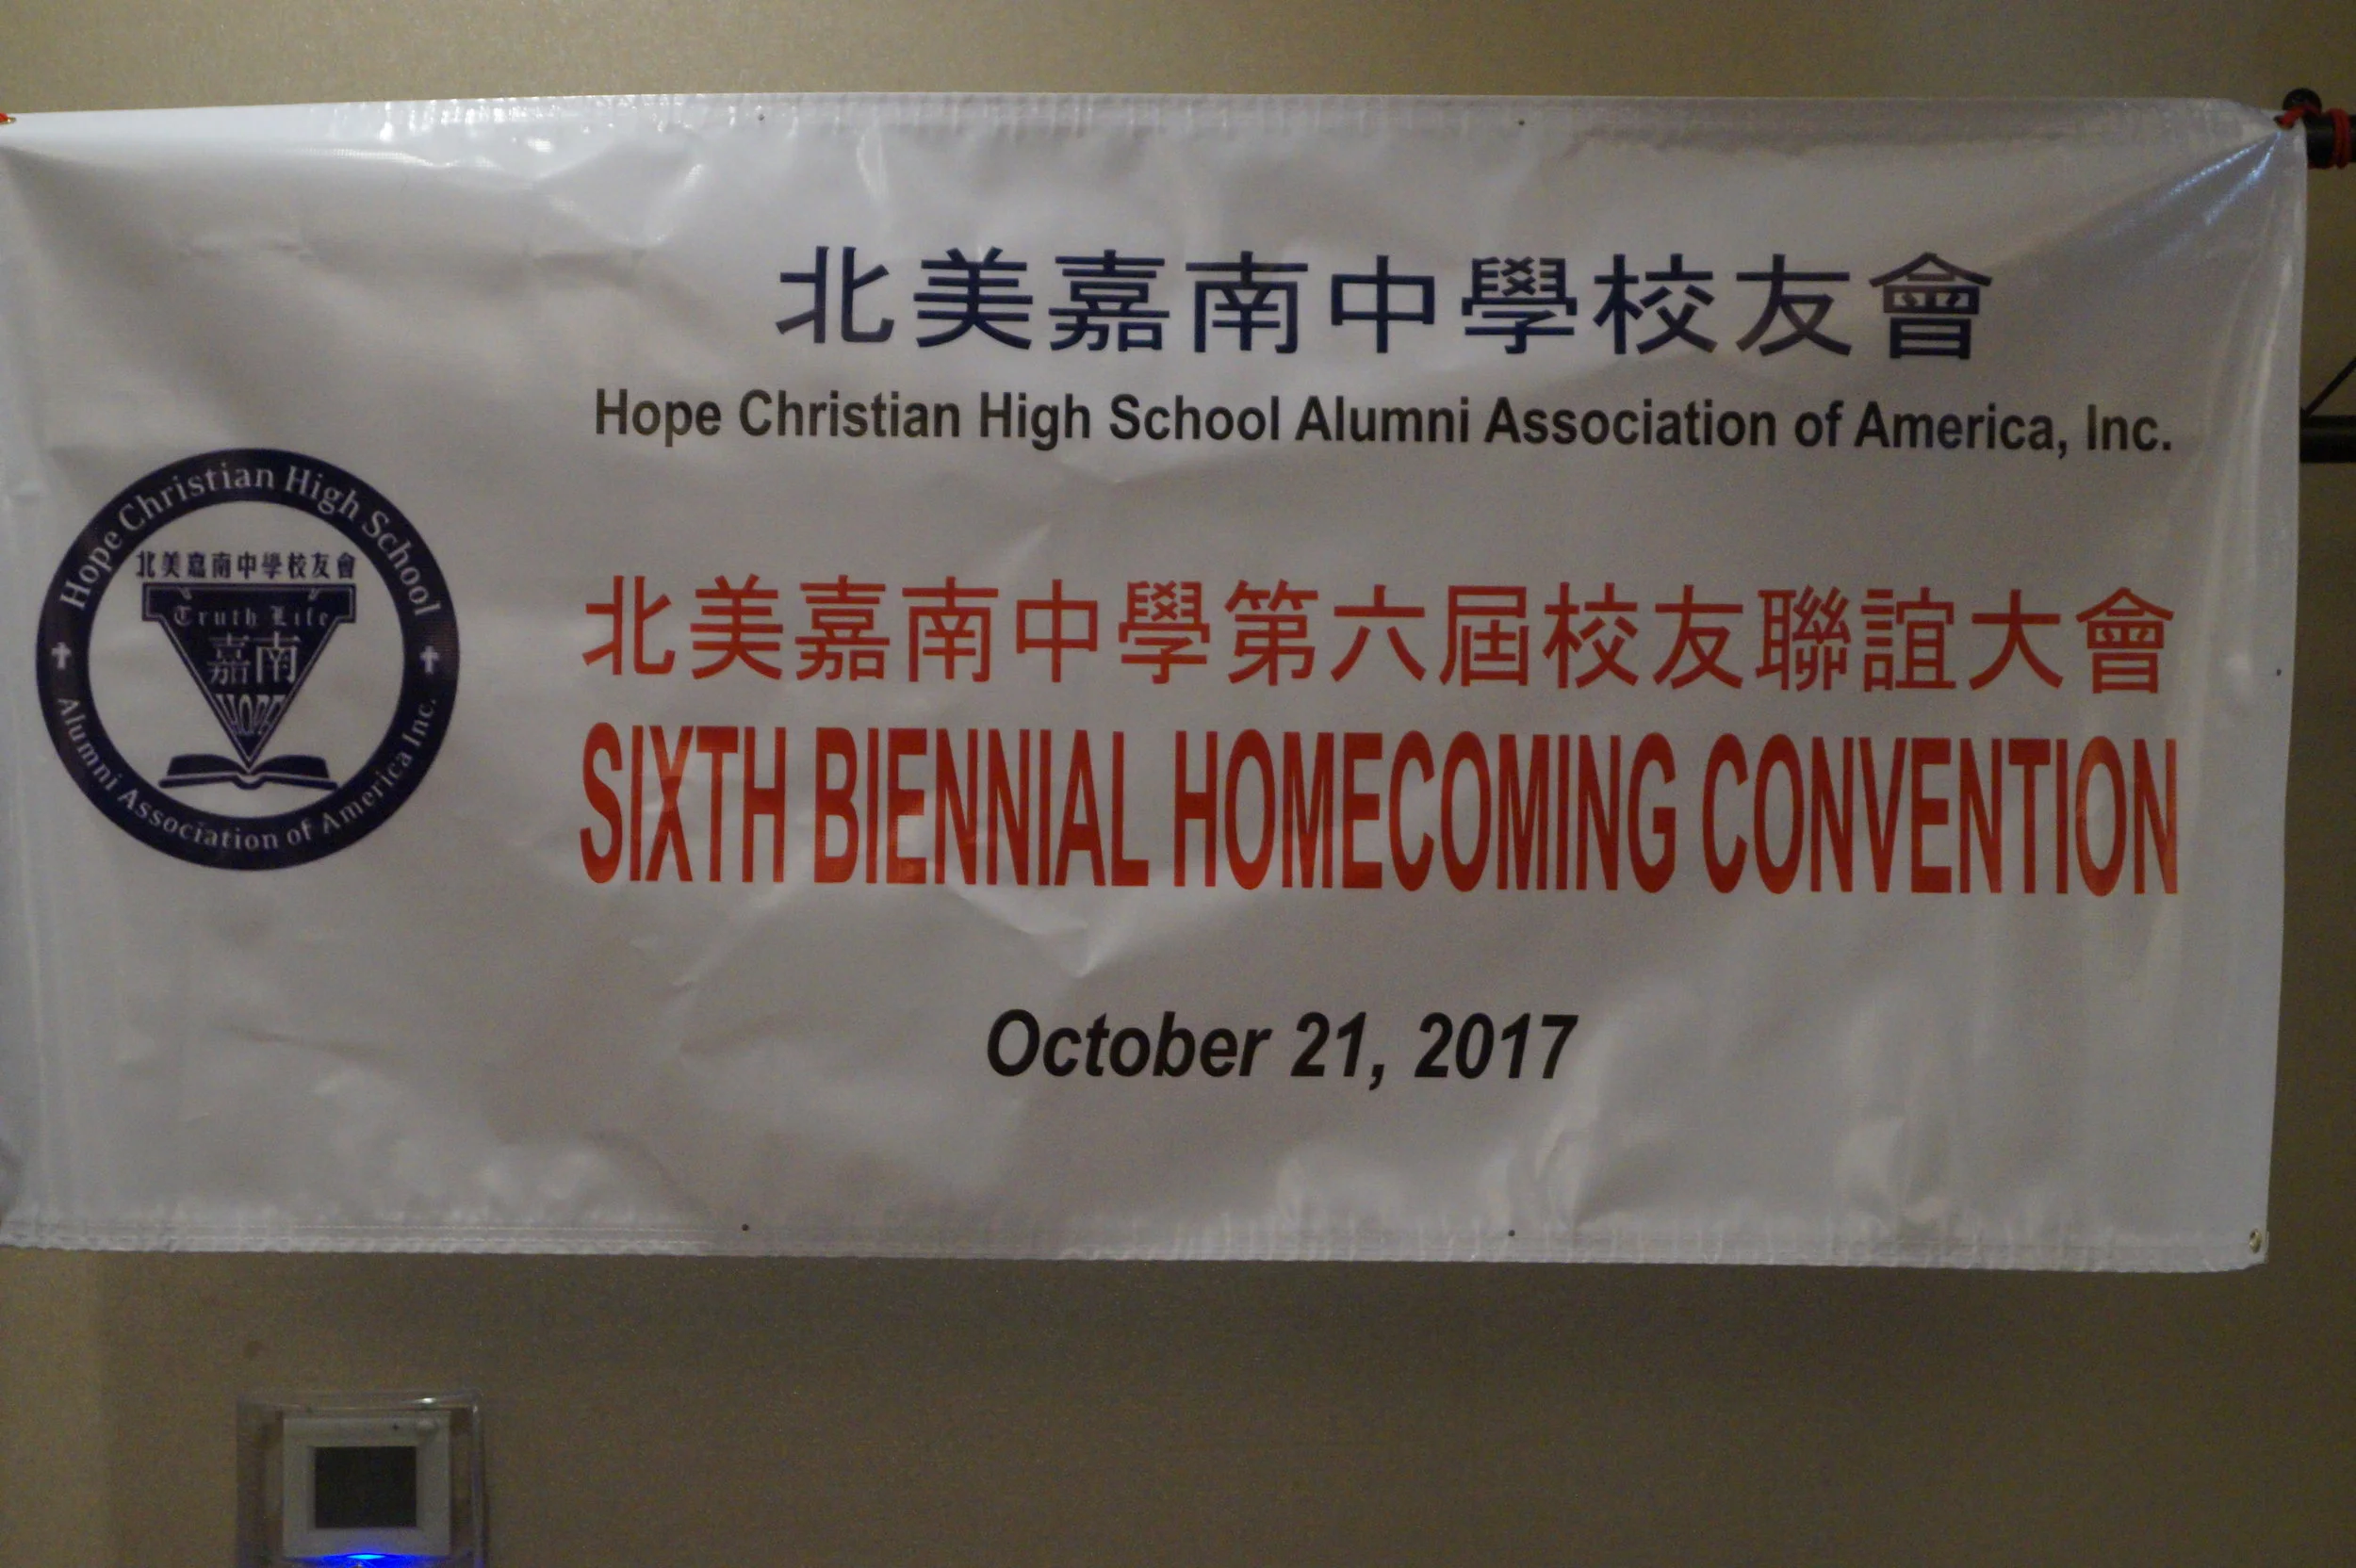 北美嘉南中學校友會
Hope Christian High School Alumni Association of America, Inc.
Hope Christian High School
北美嘉南中學校友會
Truth Life
嘉南
HOPE
Alumni Association of America Inc.
北美嘉南中學第六屆校友聯誼大會
SIXTH BIENNIAL HOMECOMING CONVENTION
October 21, 2017